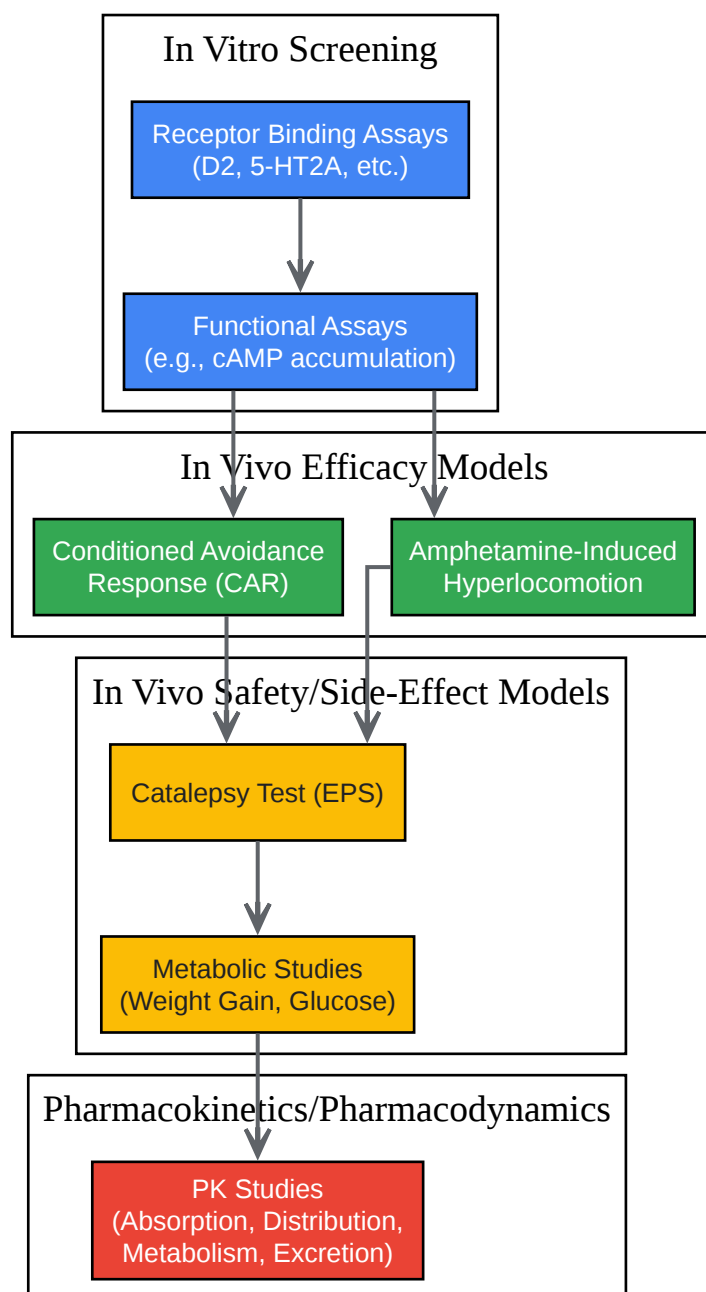 In Vitro Screening
Receptor Binding Assays
(D2, 5-HT2A, etc.)
Functional Assays
(e.g., cAMP accumulation)
In Vivo Efficacy Models
Conditioned Avoidance
Response (CAR)
Amphetamine-Induced
Hyperlocomotion
In Vivo Safety/Side-Effect Models
Catalepsy Test (EPS)
Metabolic Studies
(Weight Gain, Glucose)
Pharmacokinetics/Pharmacodynamics
PK Studies
(Absorption, Distribution,
Metabolism, Excretion)